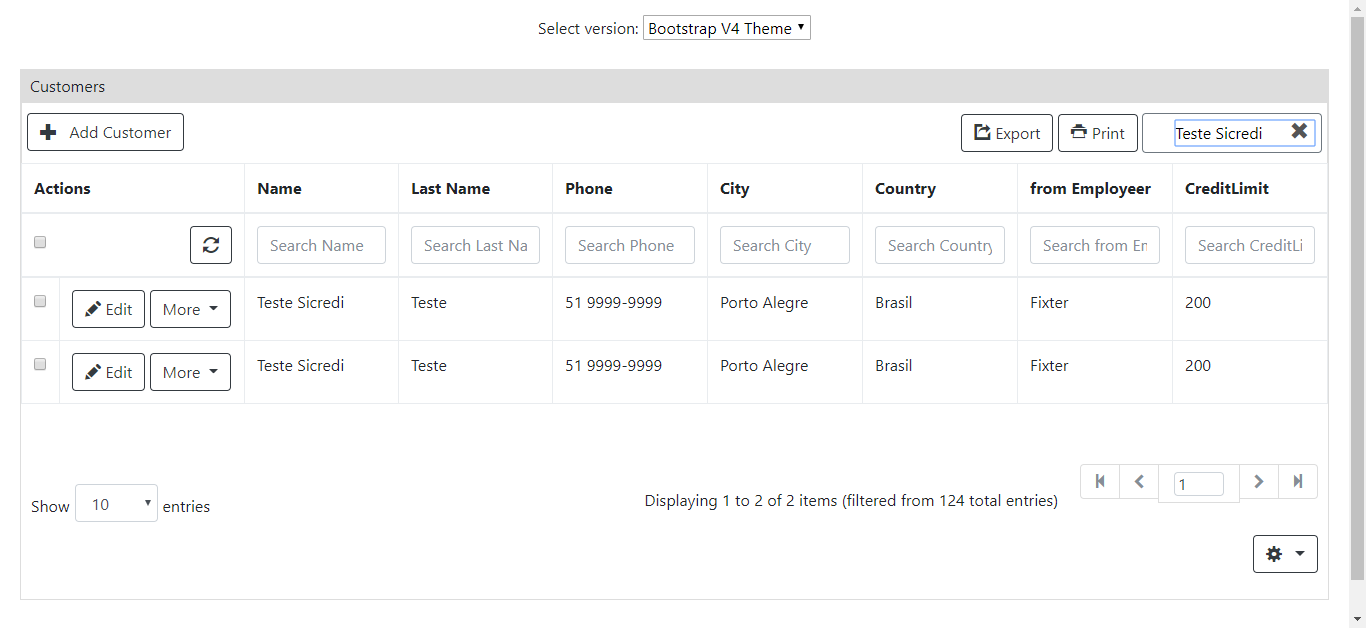 Select version: Bootstrap V4 Theme
Customers
Add Customer Export Print Teste Sicredi
Actions Name Last Name Phone City Country from Employeer CreditLimit
Search Name Search Last Na Search Phone Search City Search Country Search from Er Search CreditLi
Edit More Teste Sicredi Teste 51 9999-9999 Porto Alegre Brasil Fixter 200
Edit More Teste Sicredi Teste 51 9999-9999 Porto Alegre Brasil Fixter 200
Show 10 entries Displaying 1 to 2 of 2 items (filtered from 124 total entries) 1